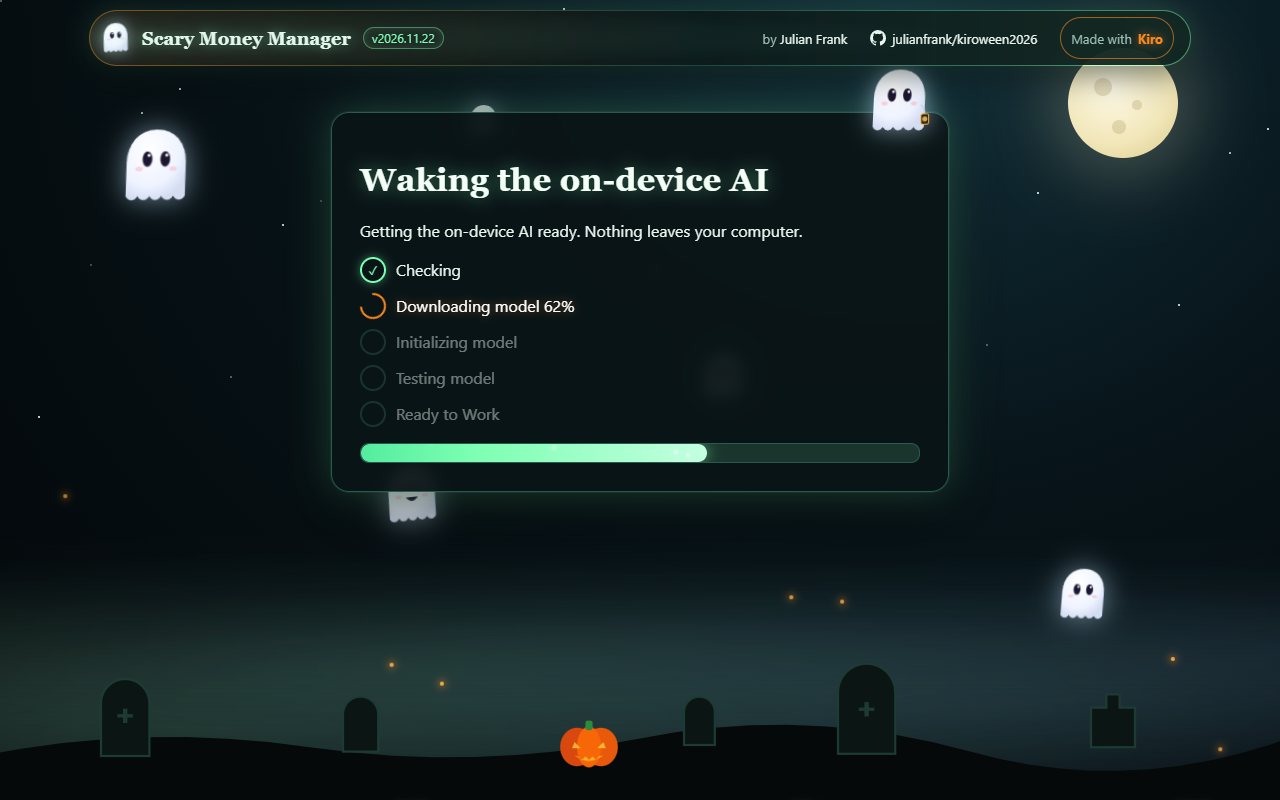 Scary Money Manager v2026.11.22 by Julian Frank julianfrank/kiroween2026 Made with Kiro
Waking the on-device AI
Getting the on-device AI ready. Nothing leaves your computer.
Checking
Downloading model 62%
Initializing model
Testing model
Ready to Work